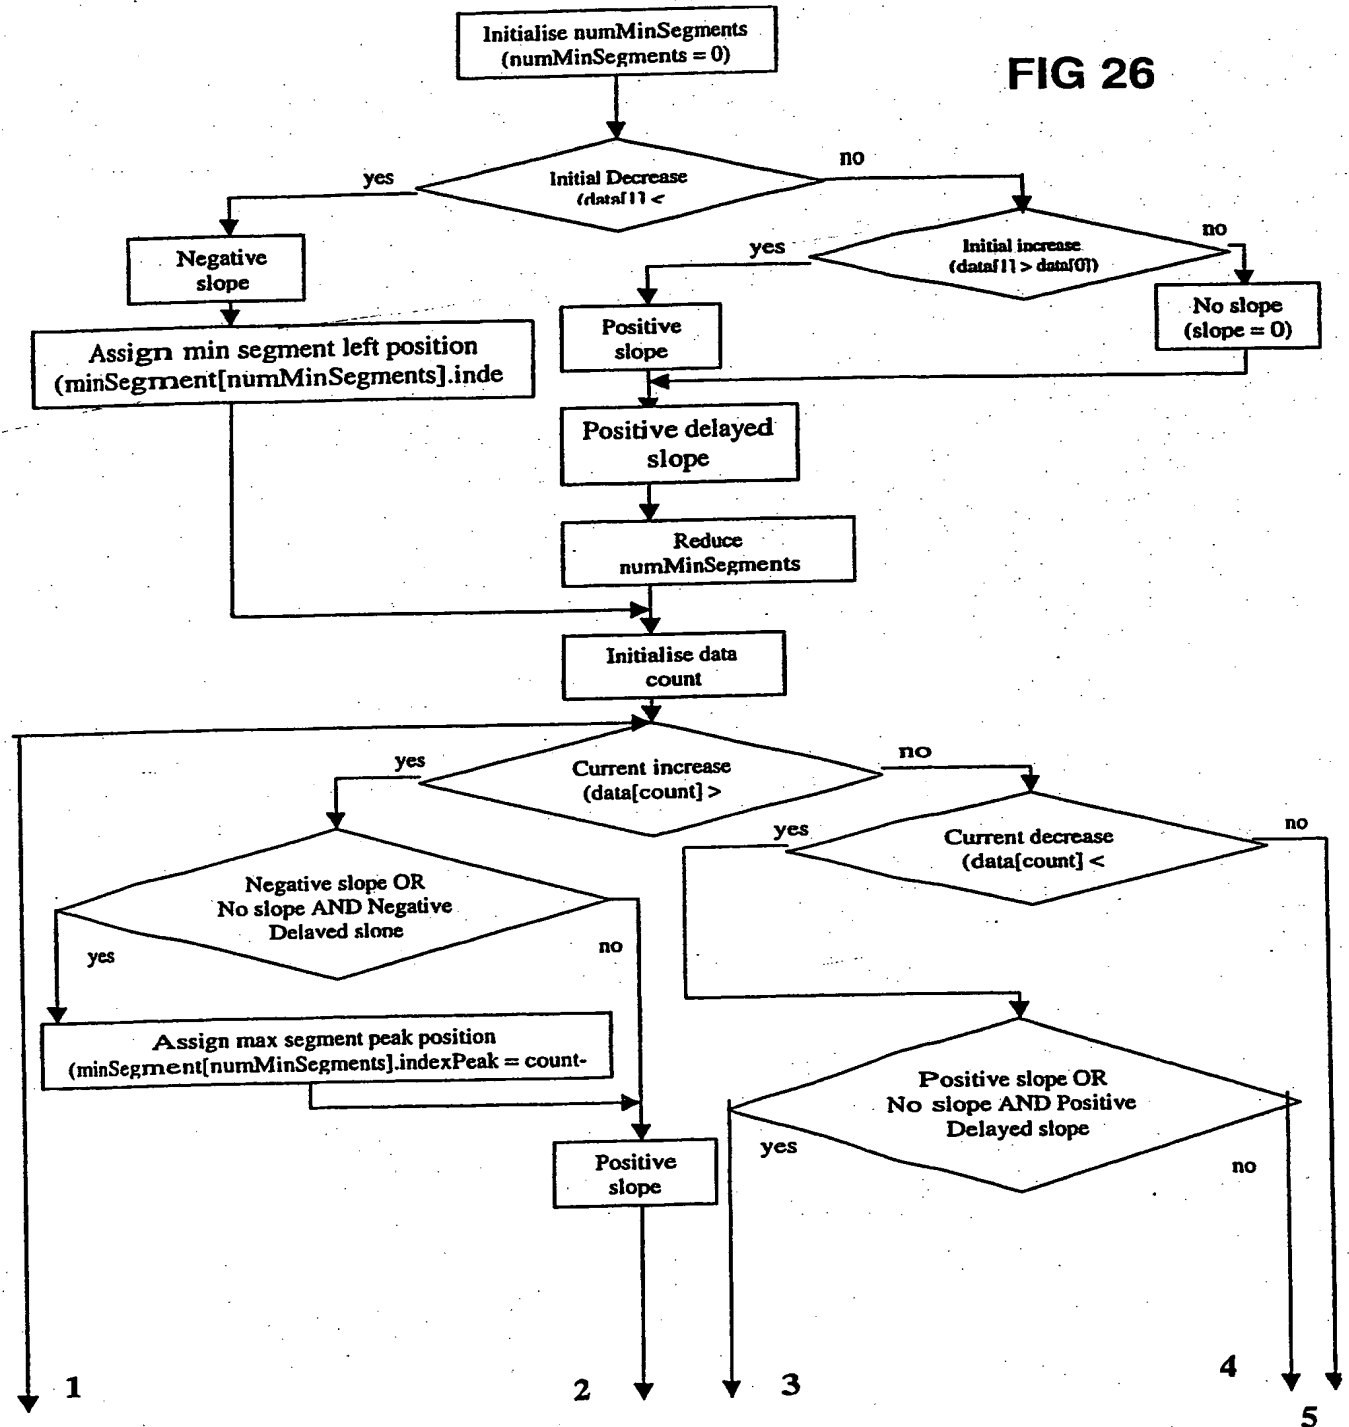 Initialise numMinSegments
(numMinSegments = 0)
FIG 26
yes
Initial Decrease
(data[1] <
no
Negative
slope
yes
Initial increase
(data[1] > data[0])
no
Positive
slope
No slope
(slope = 0)
Assign min segment left position
(minSegment[numMinSegments].inde
Positive delayed
slope
Reduce
numMinSegments
Initialise data
count
yes
Current increase
(data[count] >
no
yes
Current decrease
(data[count] <
no
Negative slope OR
No slope AND Negative
Delayed slope
yes
no
Assign max segment peak position
(minSegment[numMinSegments].indexPeak = count-
Positive slope OR
No slope AND Positive
Delayed slope
yes
no
Positive
slope
1
2
3
4
5